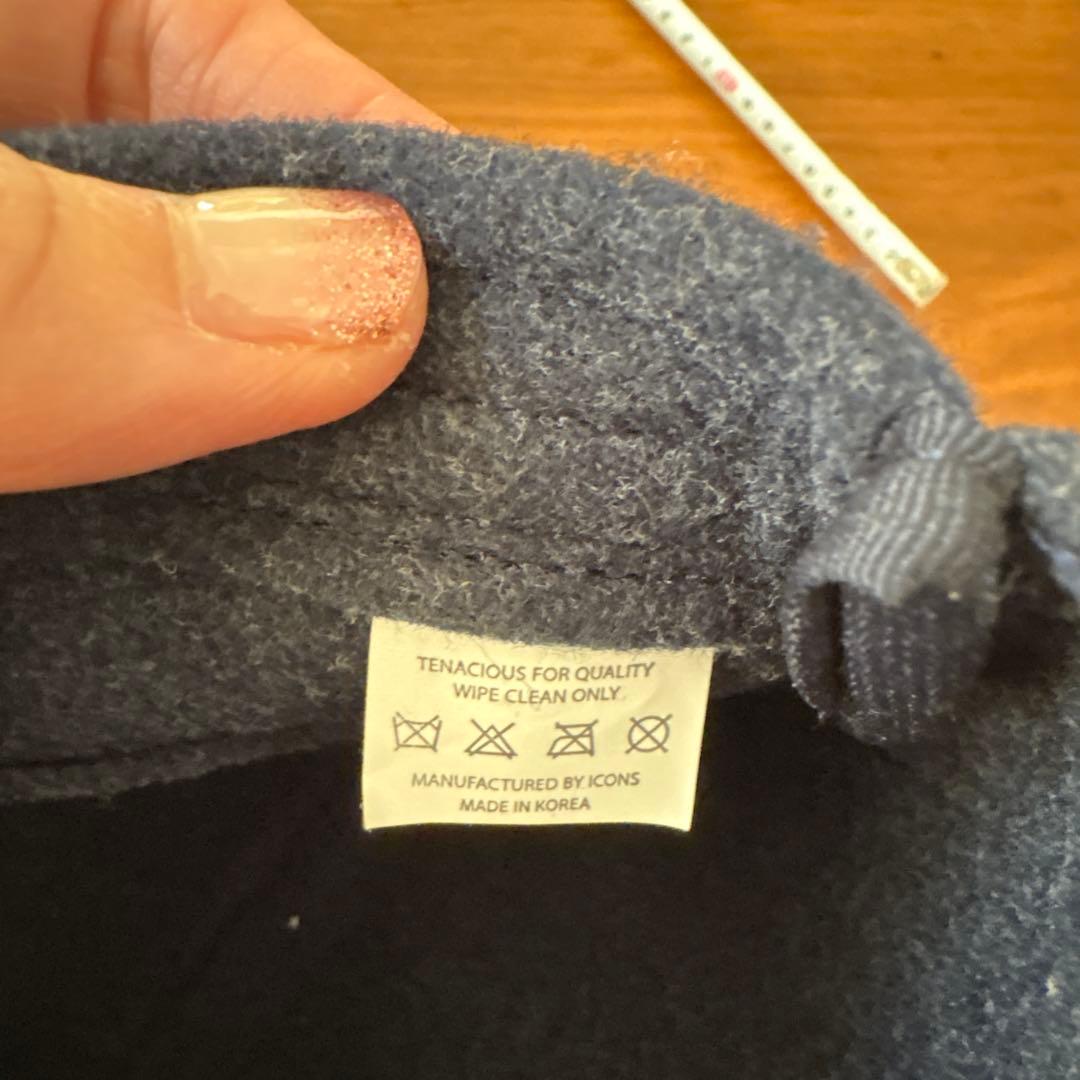 TENACIOUS FOR QUALITY
WIPE CLEAN ONLY
MANUFACTURED BY ICONS
MADE IN KOREA